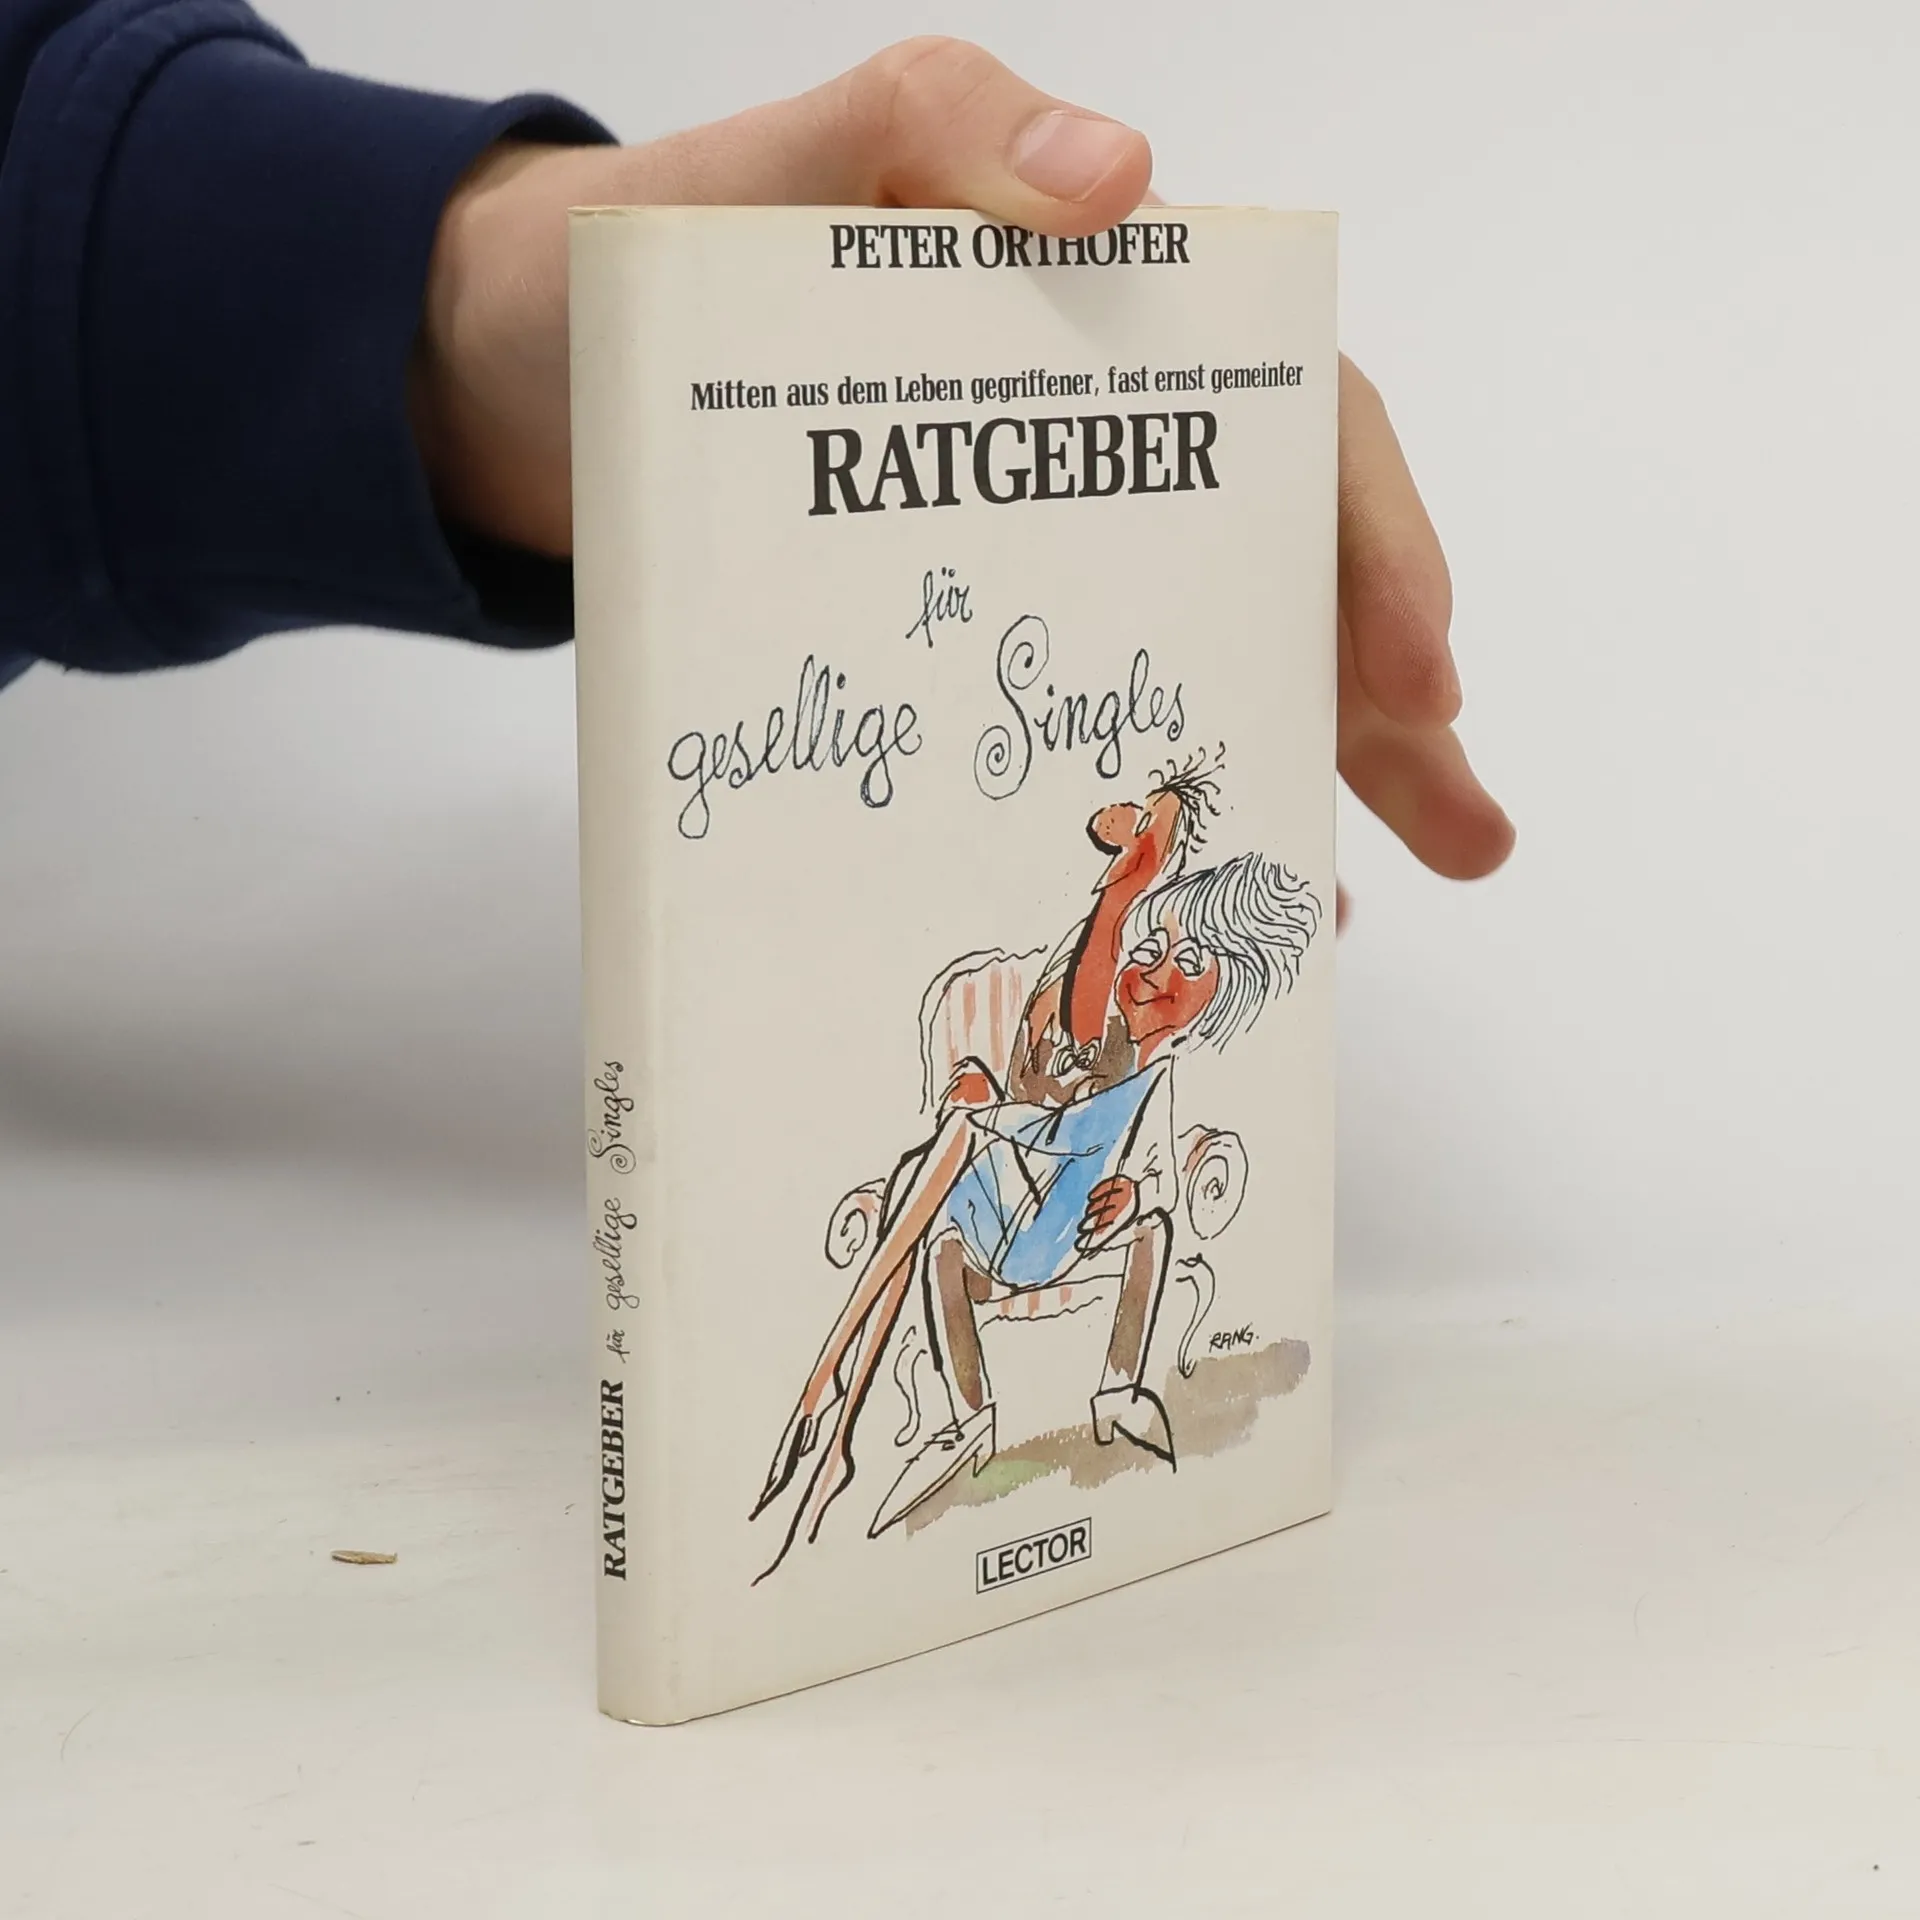 PETER ORTHOFER
Mitten aus dem Leben gegriffener, fast ernst gemeinter
RATGEBER
für
gesellige Singles
RANG.
LECTOR
RATGEBER für gesellige Singles